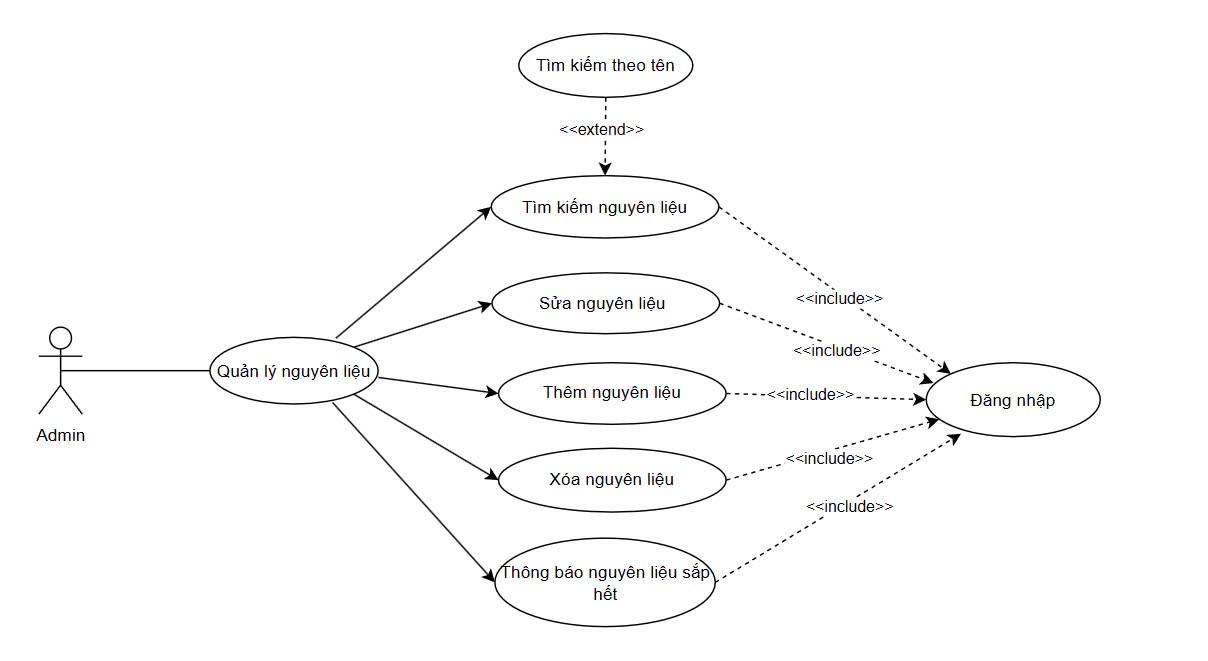 Tìm kiếm theo tên
<<extend>>
Tìm kiếm nguyên liệu
<<include>>
Sửa nguyên liệu
<<include>>
Quản lý nguyên liệu
Thêm nguyên liệu
<<include>>
Đăng nhập
Admin
<<include>>
Xóa nguyên liệu
<<include>>
Thông báo nguyên liệu sắp
hết